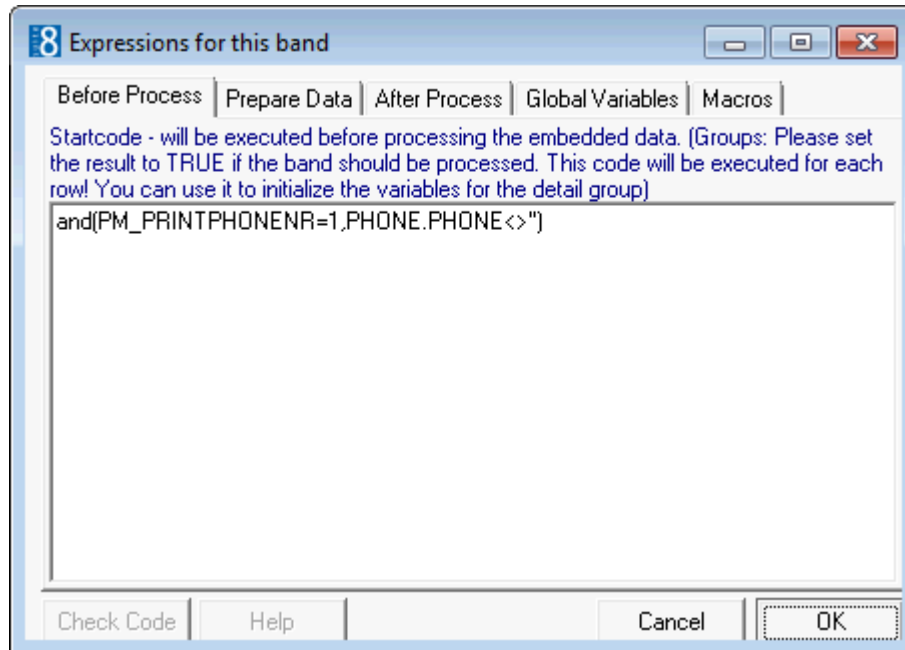 8 Expressions for this band
Before Process Prepare Data After Process Global Variables Macros
Startcode - will be executed before processing the embedded data. (Groups: Please set
the result to TRUE if the band should be processed. This code will be executed for each
row! You can use it to initialize the variables for the detail group)
and(PM_PRINTPHONENR=1,PHONE.PHONE<>'')
Check Code Help Cancel OK